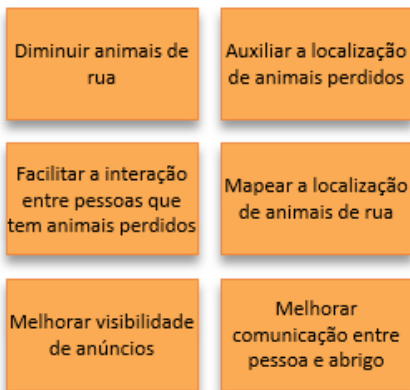 Diminuir animais de
rua
Auxiliar a localização
de animais perdidos
Facilitar a interação
entre pessoas que
tem animais perdidos
Mapear a localização
de animais de rua
Melhorar visibilidade
de anúncios
Melhorar
comunicação entre
pessoa e abrigo